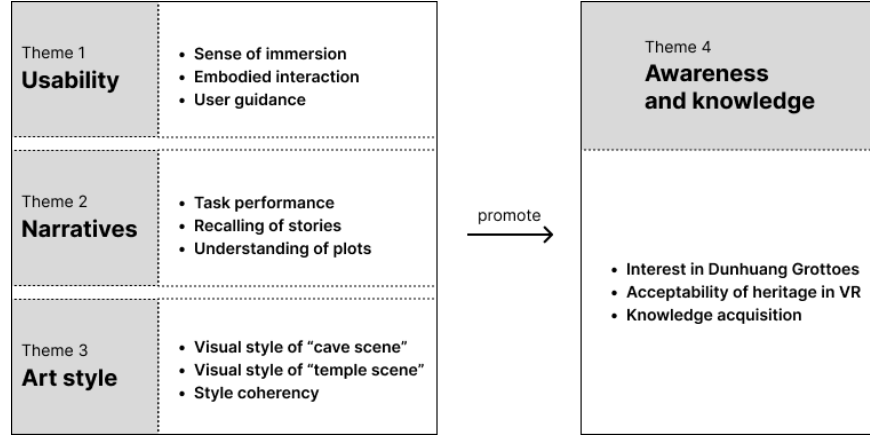 Theme 1
Usability
• Sense of immersion
• Embodied interaction
• User guidance
Theme 2
Narratives
• Task performance
• Recalling of stories
• Understanding of plots
Theme 3
Art style
• Visual style of “cave scene”
• Visual style of “temple scene”
• Style coherency
promote
Theme 4
Awareness
and knowledge
• Interest in Dunhuang Grottoes
• Acceptability of heritage in VR
• Knowledge acquisition